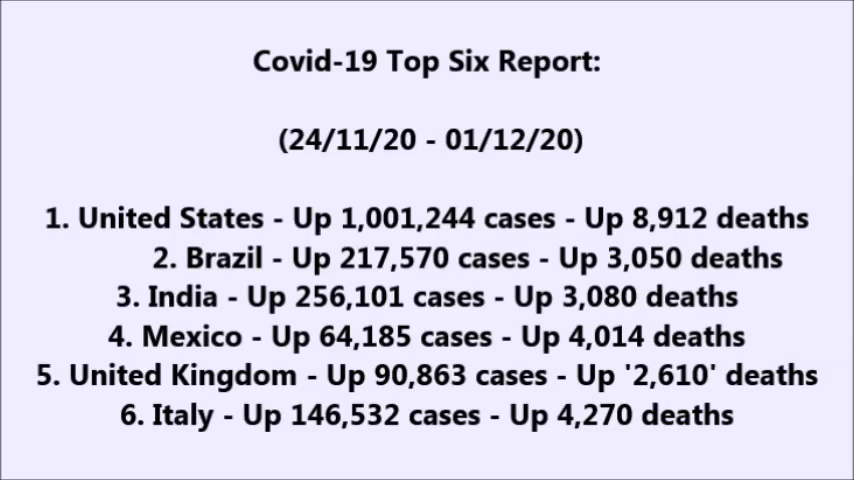 Covid-19 Top Six Report:
(24/11/20 - 01/12/20)
1. United States - Up 1,001,244 cases - Up 8,912 deaths
2. Brazil - Up 217,570 cases - Up 3,050 deaths
3. India - Up 256,101 cases - Up 3,080 deaths
4. Mexico - Up 64,185 cases - Up 4,014 deaths
5. United Kingdom - Up 90,863 cases - Up '2,610' deaths
6. Italy - Up 146,532 cases - Up 4,270 deaths